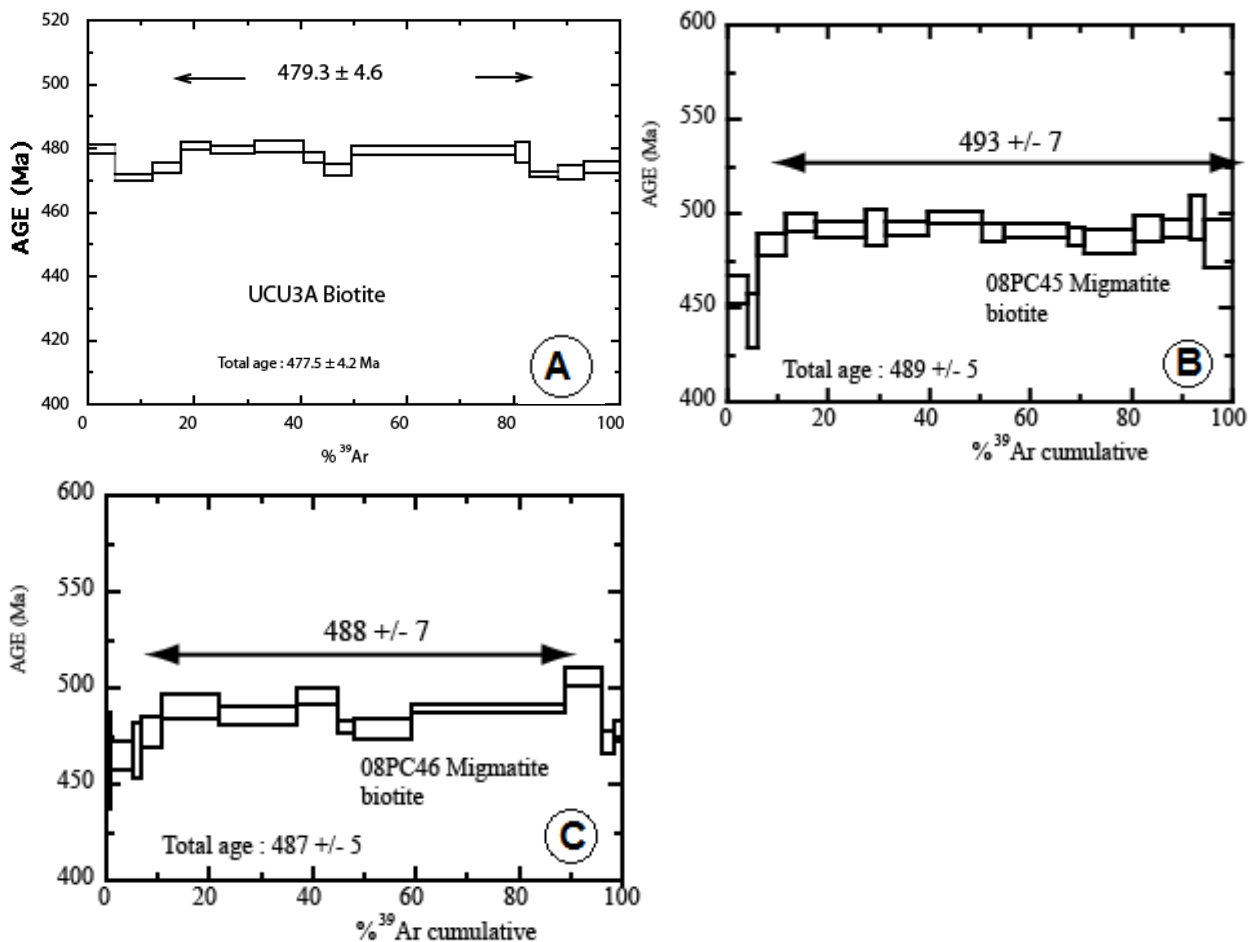 520
500
480
460
440
420
400
AGE (Ma)
479.3 ± 4.6
UCU3A Biotite
Total age : 477.5 ± 4.2 Ma
A
0 20 40 60 80 100
% ³⁹Ar
600
550
500
450
400
AGE (Ma)
493 +/- 7
08PC45 Migmatite
biotite
Total age : 489 +/- 5
B
0 20 40 60 80 100
% ³⁹Ar cumulative
600
550
500
450
400
AGE (Ma)
488 +/- 7
08PC46 Migmatite
biotite
Total age : 487 +/- 5
C
0 20 40 60 80 100
% ³⁹Ar cumulative